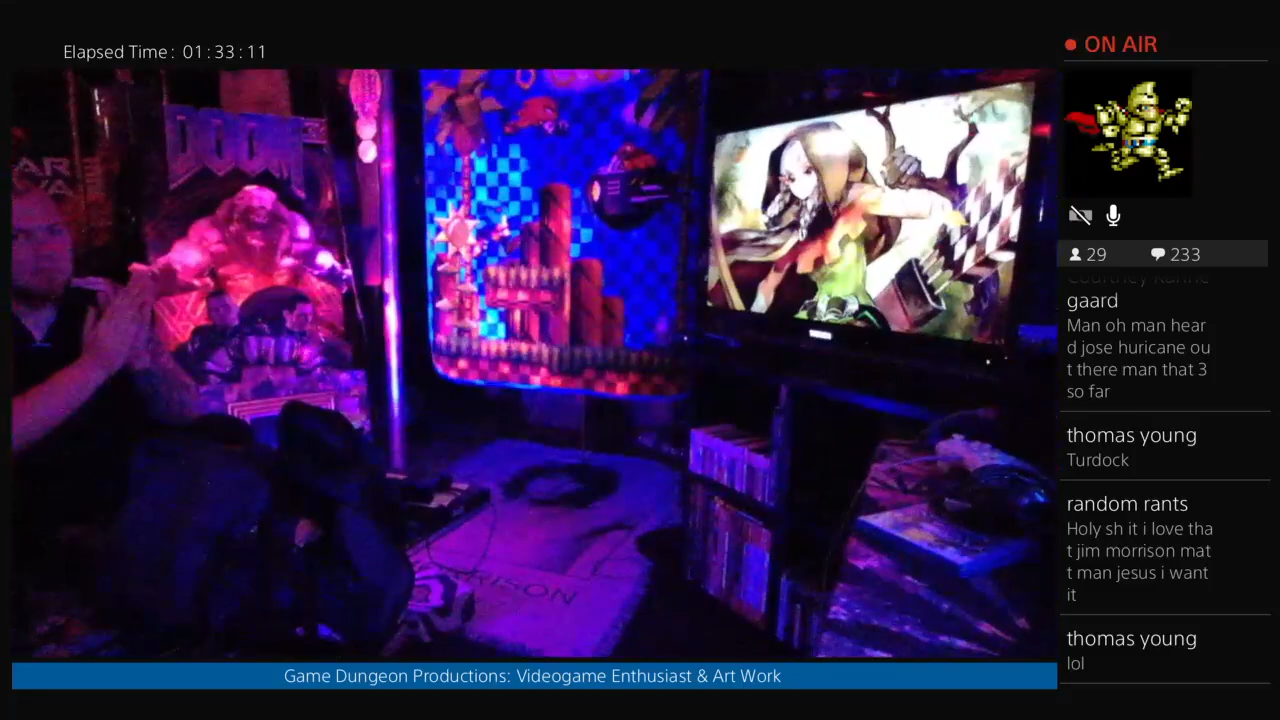 Elapsed Time: 01:33:11
ON AIR
DOOM
29
233
gaard
Man oh man hear
d jose huricane ou
t there man that 3
so far
thomas young
Turdock
random rants
Holy sh it i love tha
t jim morrison mat
t man jesus i want
it
thomas young
lol
RISON
Game Dungeon Productions: Videogame Enthusiast & Art Work